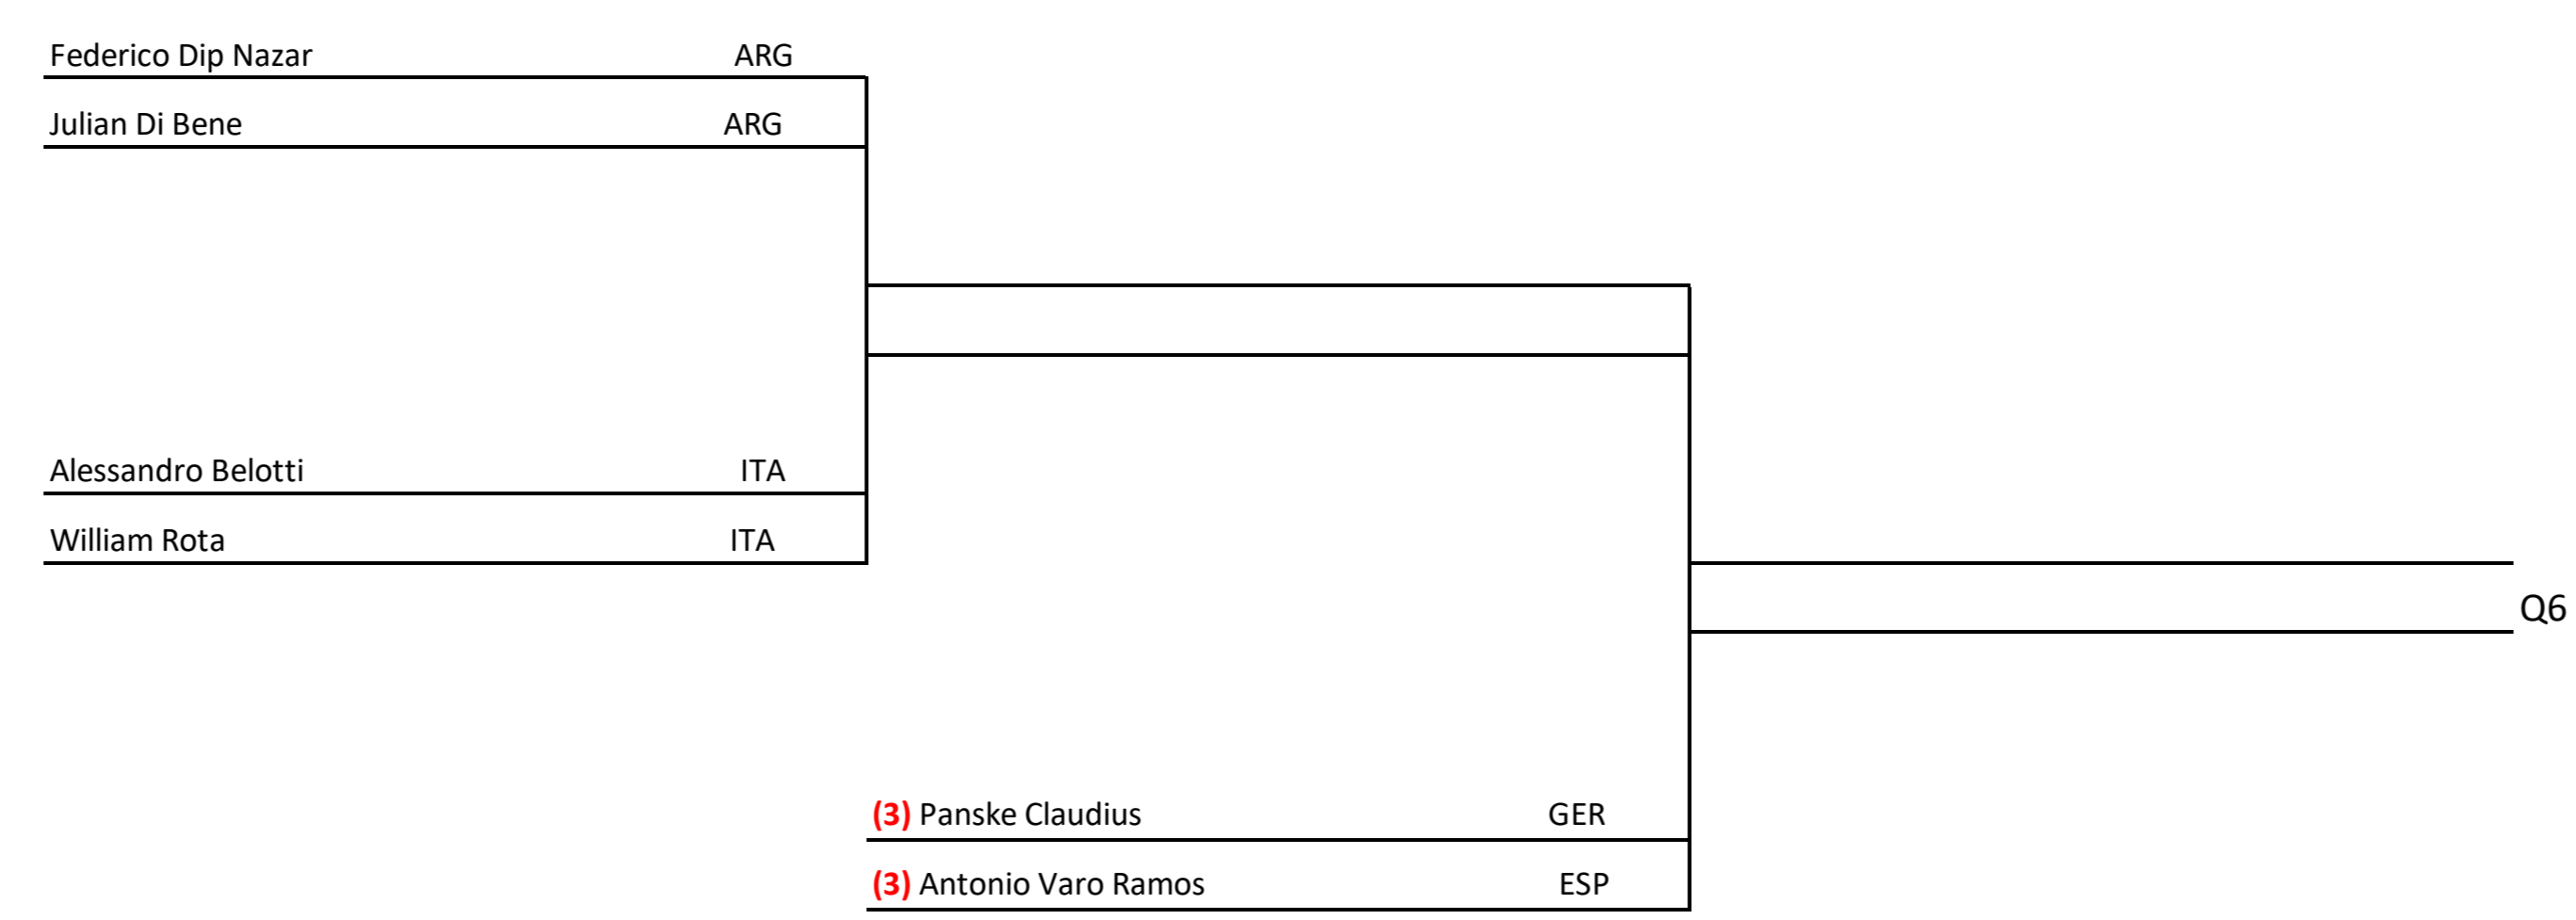 Federico Dip Nazar ARG
Julian Di Bene ARG
Alessandro Belotti ITA
William Rota ITA
Q6
(3) Panske Claudius GER
(3) Antonio Varo Ramos ESP